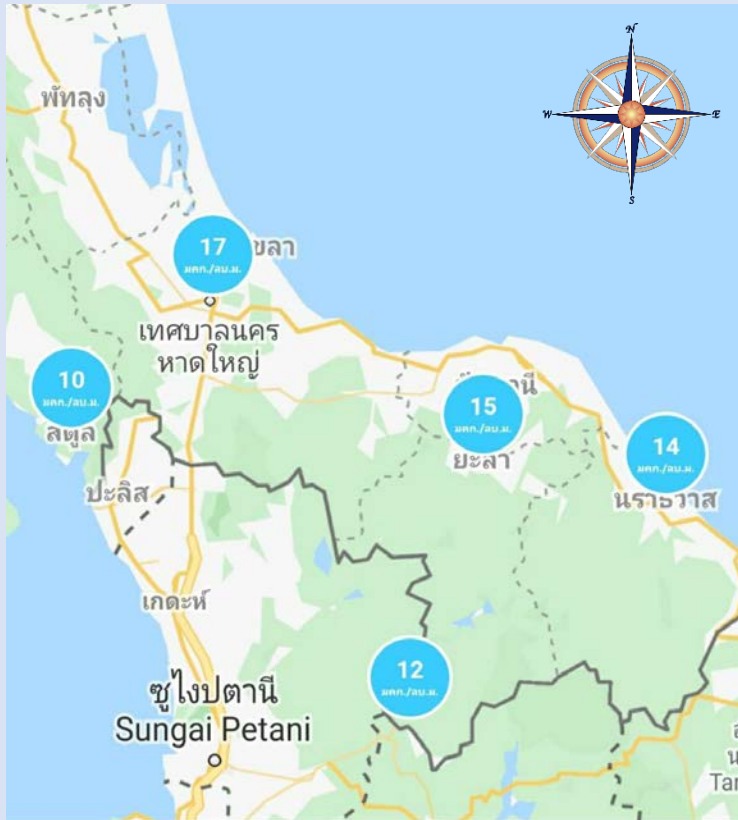 N
W
E
S
พัทลุง
17
มคก./ลบ.ม.
ขลา
เทศบาลนคร
หาดใหญ่
10
มคก./ลบ.ม.
สตูล
ปะลิส
15
มคก./ลบ.ม.
นี
ยะลา
14
มคก./ลบ.ม.
นราธิวาส
เกดะห์
12
มคก./ลบ.ม.
ซูไงปตานี
Sungai Petani
Tan